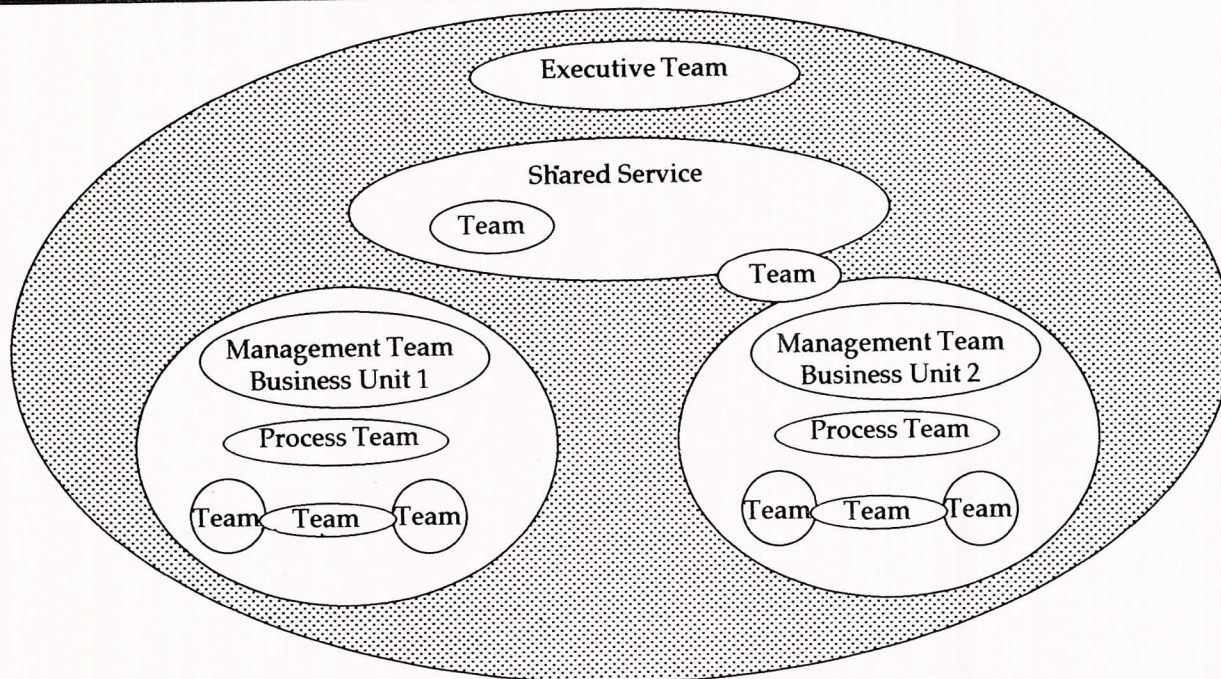 Executive Team
Shared Service
Team
Team
Management Team
Business Unit 1
Process Team
Team
Team
Team
Management Team
Business Unit 2
Process Team
Team
Team
Team